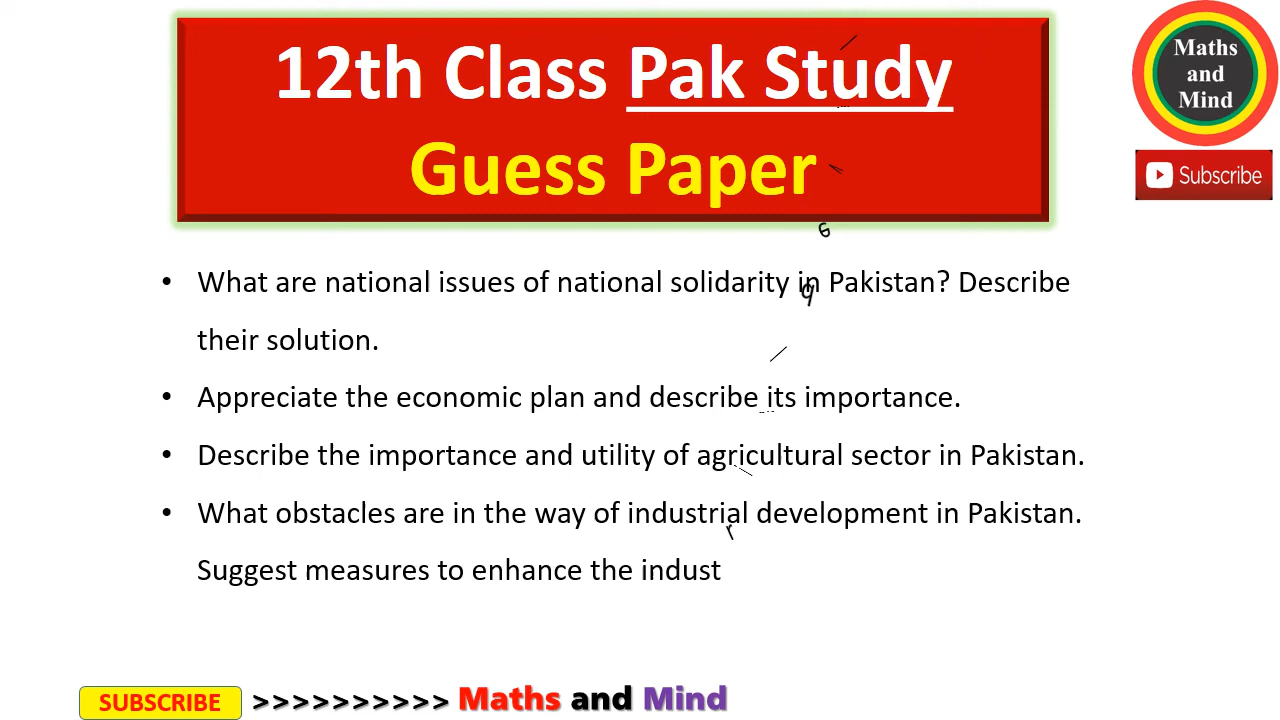 12th Class Pak Study
Guess Paper
Maths
and
Mind
Subscribe
What are national issues of national solidarity in Pakistan? Describe
their solution.
Appreciate the economic plan and describe its importance.
Describe the importance and utility of agricultural sector in Pakistan.
What obstacles are in the way of industrial development in Pakistan.
Suggest measures to enhance the indust
SUBSCRIBE >>>>>>>>>> Maths and Mind